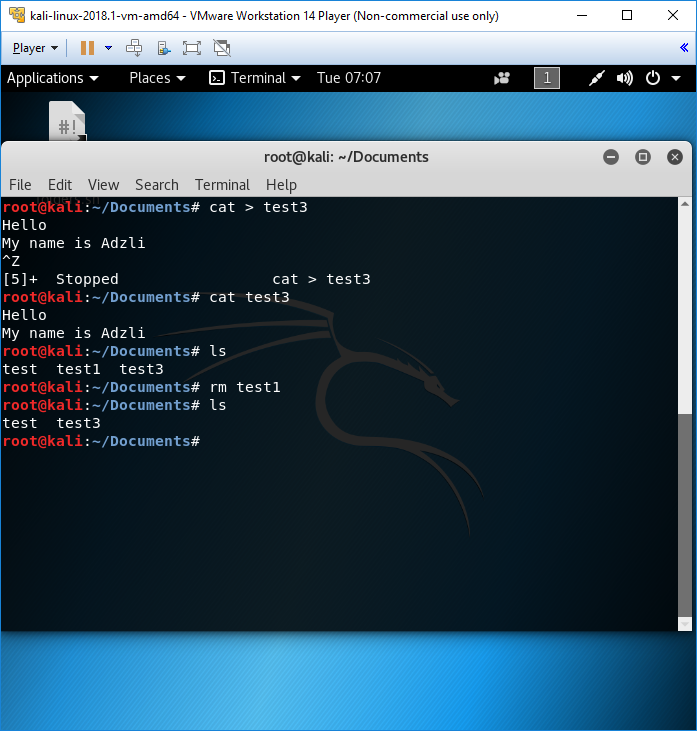 kali-linux-2018.1-vm-amd64 - VMware Workstation 14 Player (Non-commercial use only)
Player
Applications Places Terminal Tue 07:07 1
#!
root@kali: ~/Documents
File Edit View Search Terminal Help
root@kali:~/Documents# cat > test3
Hello
My name is Adzli
^Z
[5]+  Stopped                 cat > test3
root@kali:~/Documents# cat test3
Hello
My name is Adzli
root@kali:~/Documents# ls
test  test1  test3
root@kali:~/Documents# rm test1
root@kali:~/Documents# ls
test  test3
root@kali:~/Documents#